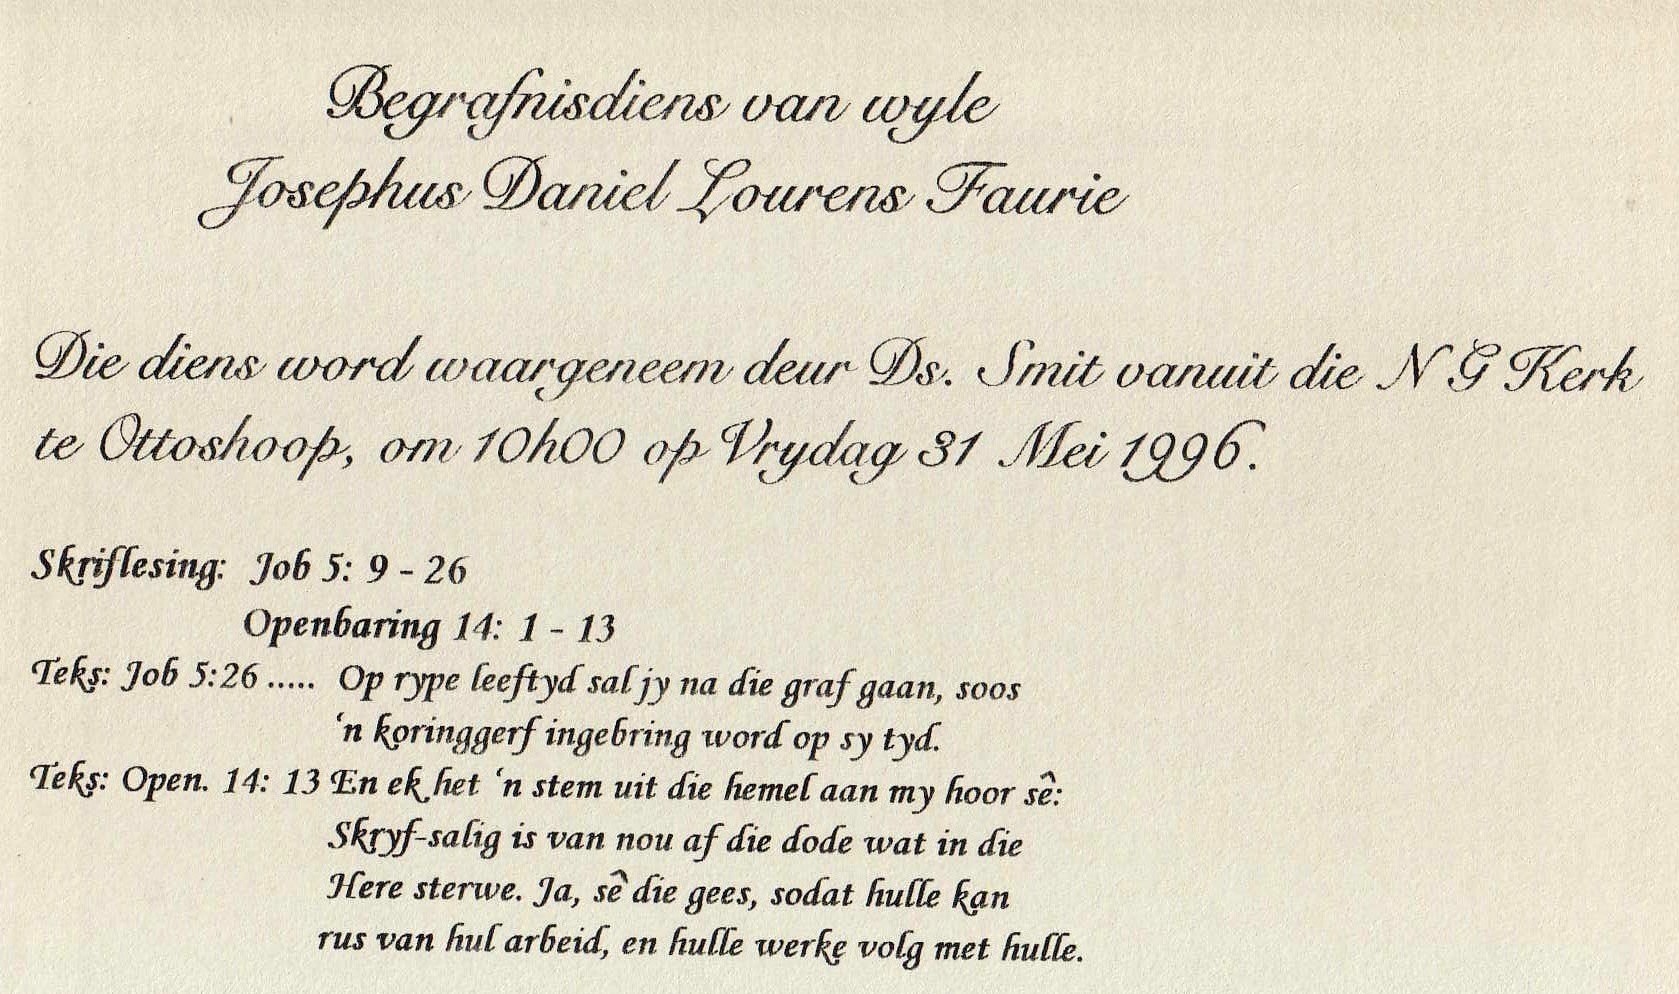 Begrafnisdiens van wyle
Josephus Daniel Lourens Faurie
Die diens word waargeneem deur Ds. Smit vanuit die N G Kerk
te Ottoshoop, om 10h00 op Vrydag 31 Mei 1996.
Skriflesing: Job 5: 9 - 26
Openbaring 14: 1 - 13
Teks: Job 5:26 ..... Op rype leeftyd sal jy na die graf gaan, soos
‘n koringgerf ingebring word op sy tyd.
Teks: Open. 14: 13 En ek het ‘n stem uit die hemel aan my hoor sê:
Skryf-salig is van nou af die dode wat in die
Here sterwe. Ja, sê die gees, sodat hulle kan
rus van hul arbeid, en hulle werke volg met hulle.